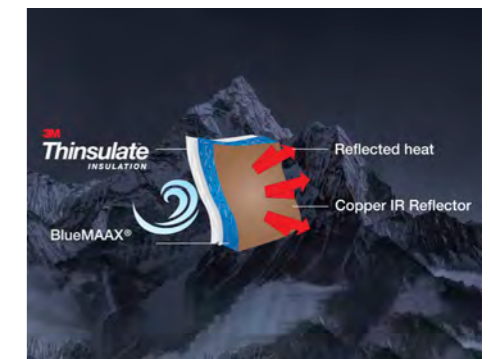 3M
Thinsulate
INSULATION
Reflected heat
Copper IR Reflector
BlueMAAX®